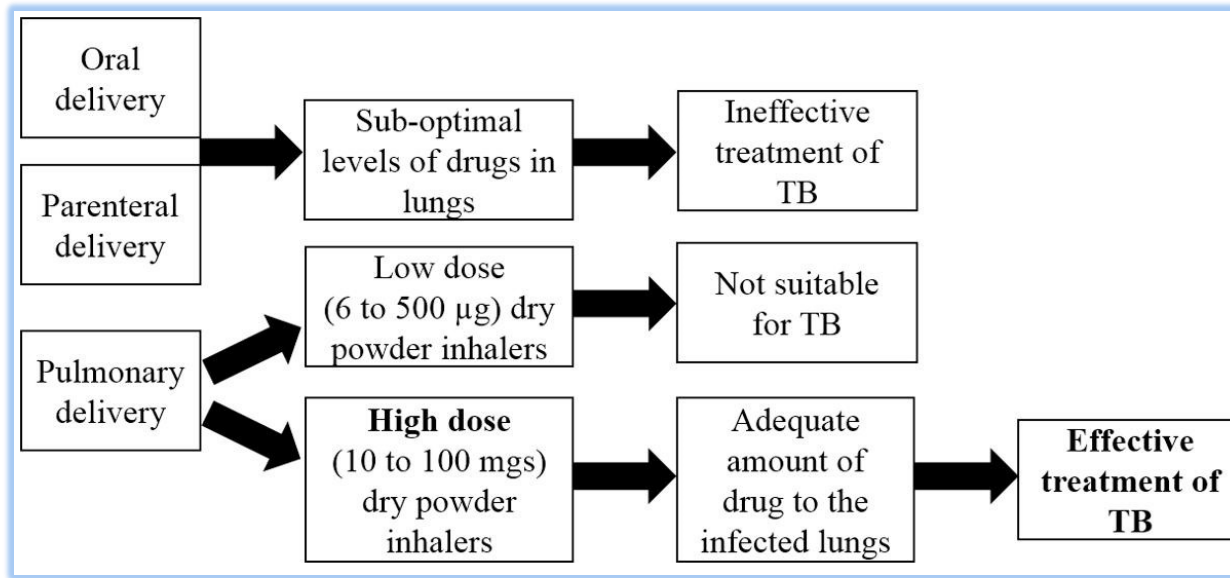 Oral
delivery
Parenteral
delivery
Sub-optimal
levels of drugs in
lungs
Ineffective
treatment of
TB
Pulmonary
delivery
Low dose
(6 to 500 µg) dry
powder inhalers
Not suitable
for TB
High dose
(10 to 100 mgs)
dry powder
inhalers
Adequate
amount of
drug to the
infected lungs
Effective
treatment of
TB